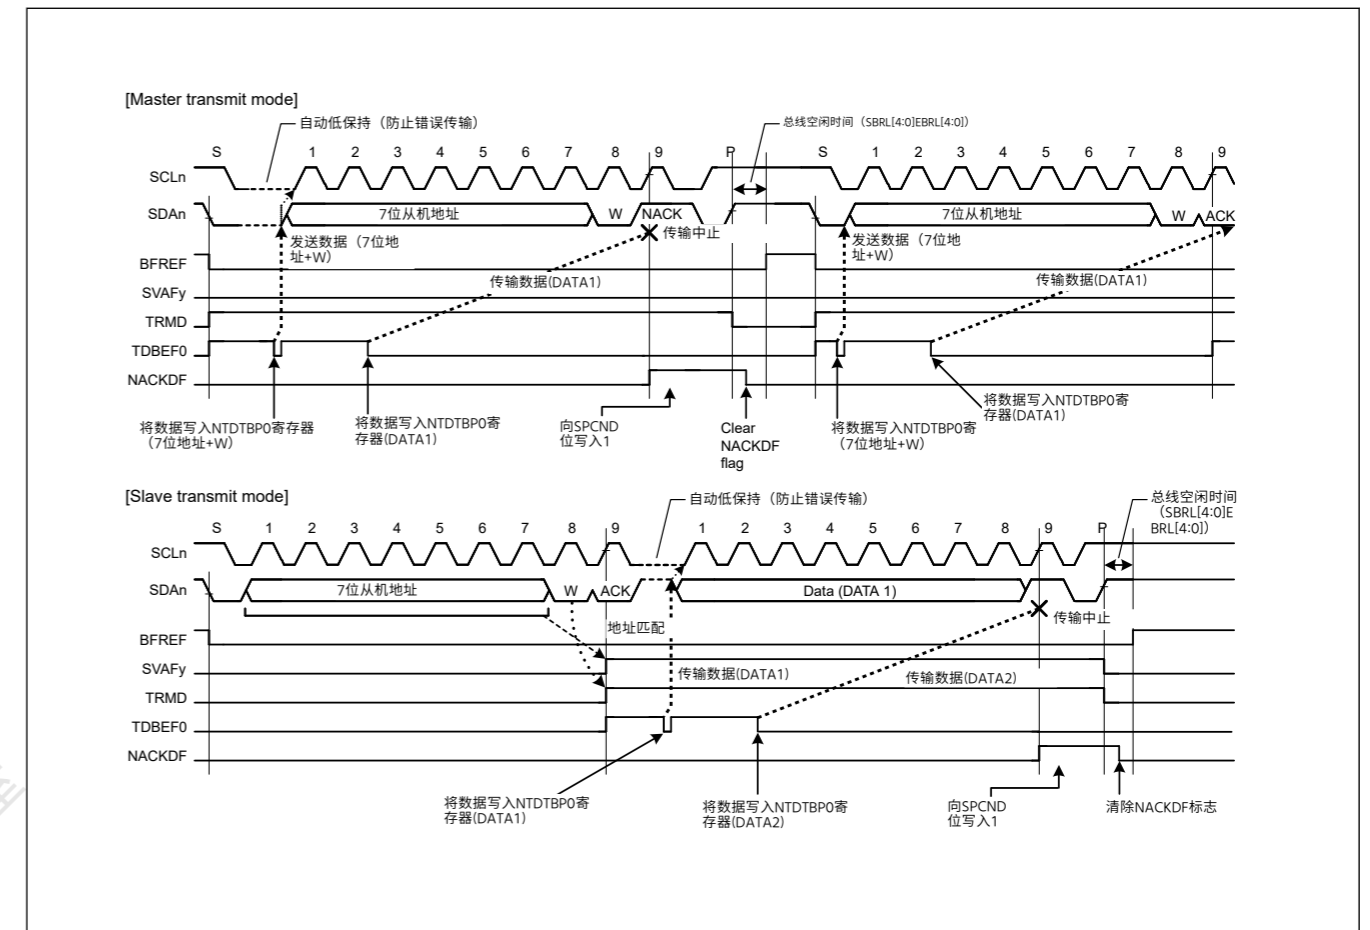 [Master transmit mode]
自动低保持（防止错误传输）
总线空闲时间（SBRL[4:0]EBRL[4:0]）
S 1 2 3 4 5 6 7 8 9 P S 1 2 3 4 5 6 7 8 9
SCLn
SDAn 7位从机地址 W NACK 7位从机地址 W ACK
传输中止
发送数据（7位地
址+W）
发送数据（7位地
址+W）
BFREF
传输数据(DATA1)
传输数据(DATA1)
SVAFy
TRMD
TDBEF0
NACKDF
将数据写入NTDTBP0寄存器
（7位地址+W）
将数据写入NTDTBP0寄
存器(DATA1)
向SPCND
位写入1
Clear
NACKDF
flag
将数据写入NTDTBP0寄
（7位地址+W）
将数据写入NTDTBP0寄
存器(DATA1)
[Slave transmit mode]
自动低保持（防止错误传输）
总线空闲时间
（SBRL[4:0]E
BRL[4:0]）
S 1 2 3 4 5 6 7 8 9 1 2 3 4 5 6 7 8 9 P
SCLn
SDAn 7位从机地址 W ACK Data (DATA 1)
传输中止
地址匹配
BFREF
SVAFy
传输数据(DATA1)
传输数据(DATA2)
TRMD
TDBEF0
NACKDF
将数据写入NTDTBP0寄
存器(DATA1)
将数据写入NTDTBP0寄
存器(DATA2)
向SPCND
位写入1
清除NACKDF标志